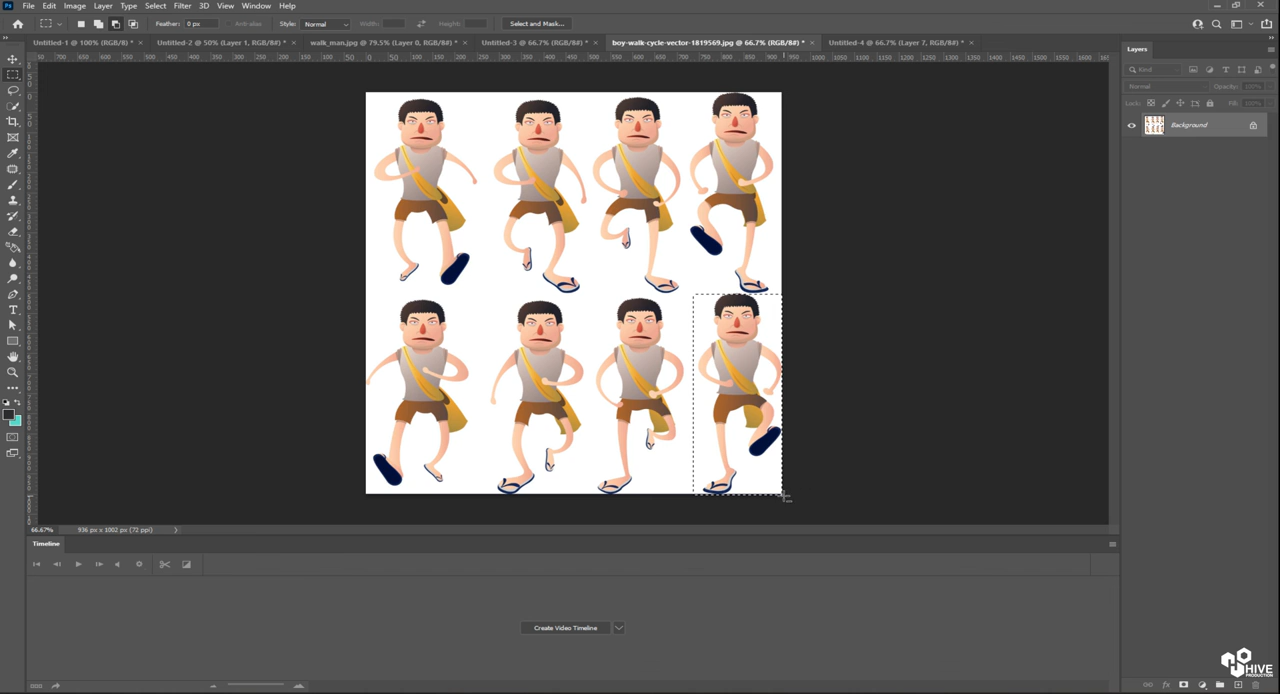 Ps File Edit Image Layer Type Select Filter 3D View Window Help
Feather: 0 px Anti-alias Style: Normal Width: Height: Select and Mask...
Untitled-1 @ 100% (RGB/8) * × Untitled-2 @ 50% (Layer 1, RGB/8#) * × walk_man.jpg @ 79.5% (Layer 0, RGB/8#) * × Untitled-3 @ 66.7% (RGB/8#) * × boy-walk-cycle-vector-1819569.jpg @ 66.7% (RGB/8#) * × Untitled-4 @ 66.7% (Layer 7, RGB/8#) * ×
Layers
Kind
Normal Opacity: 100%
Lock: Fill: 100%
Background
66.67% 936 px x 1002 px (72 ppi)
Timeline
Create Video Timeline
HIVE
PRODUCTION